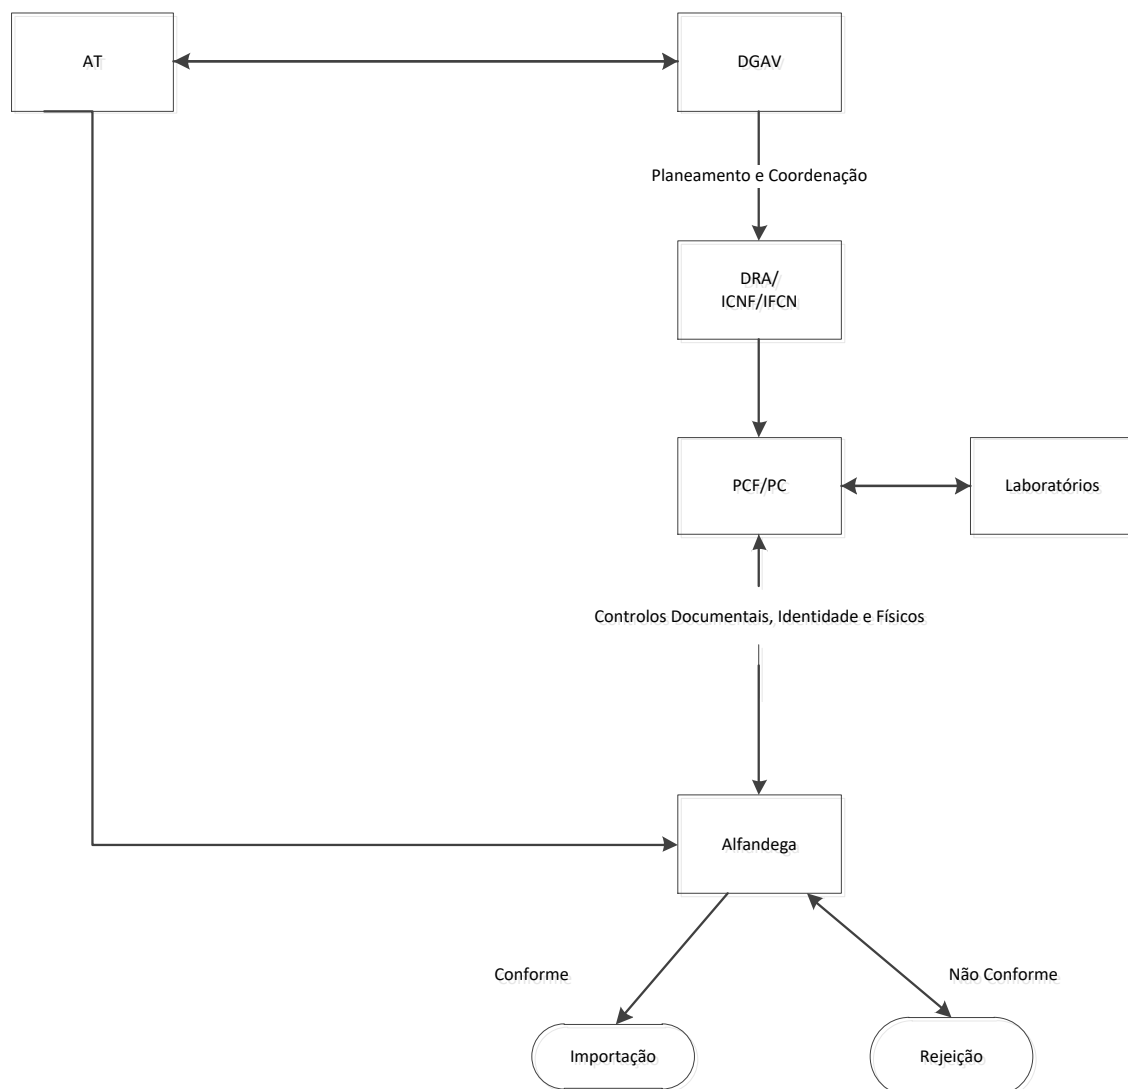 AT
DGAV
Planeamento e Coordenação
DRA/
ICNF/IFCN
PCF/PC
Laboratórios
Controlos Documentais, Identidade e Físicos
Alfandega
Conforme
Não Conforme
Importação
Rejeição